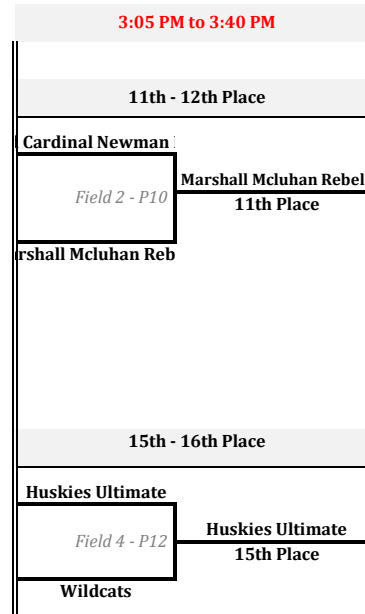 3:05 PM to 3:40 PM
11th - 12th Place
Cardinal Newman
Marshall Mcluhan Rebel
Field 2 - P10
11th Place
rshall Mcluhan Reb
15th - 16th Place
Huskies Ultimate
Huskies Ultimate
Field 4 - P12
15th Place
Wildcats